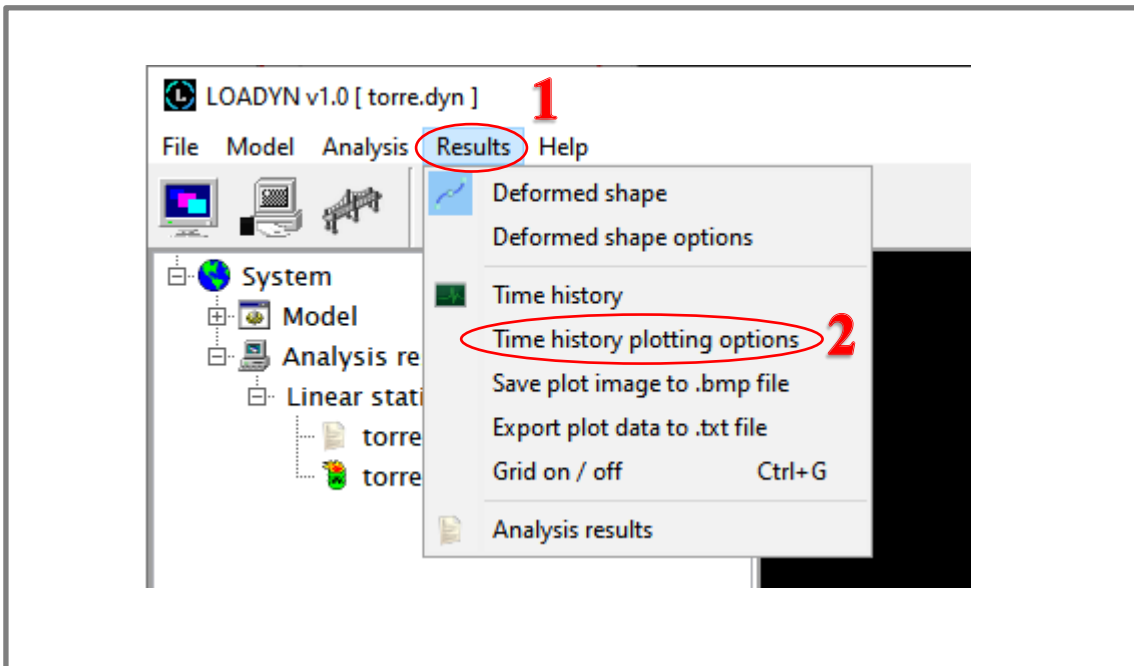 LOADYN v1.0 [ torre.dyn ]
1
File Model Analysis Results Help
Deformed shape
Deformed shape options
Time history
Time history plotting options 2
Save plot image to .bmp file
Export plot data to .txt file
Grid on / off Ctrl+G
Analysis results
System
Model
Analysis re
Linear stati
torre
torre